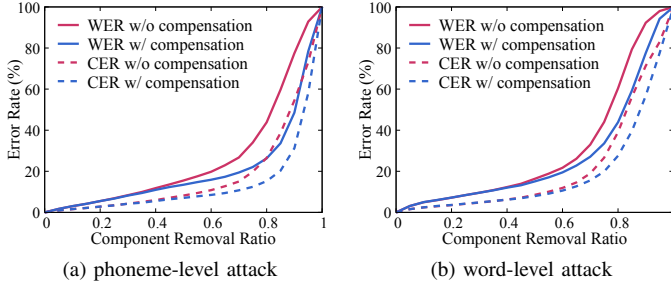 100
80
60
40
20
0
Error Rate (%)
WER w/o compensation
WER w/ compensation
CER w/o compensation
CER w/ compensation
0 0.2 0.4 0.6 0.8 1
Component Removal Ratio
(a) phoneme-level attack
100
80
60
40
20
0
Error Rate (%)
WER w/o compensation
WER w/ compensation
CER w/o compensation
CER w/ compensation
0 0.2 0.4 0.6 0.8
Component Removal Ratio
(b) word-level attack